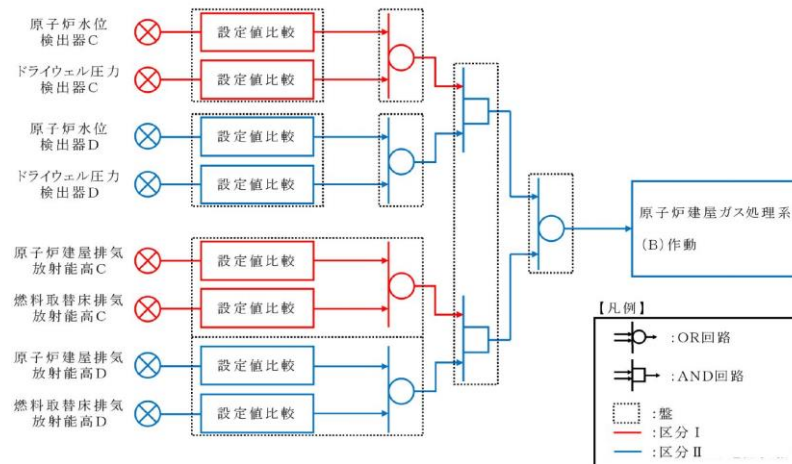 原子炉水位
検出器C
設定値比較
ドライウェル圧力
検出器C
設定値比較
原子炉水位
検出器D
設定値比較
ドライウェル圧力
検出器D
設定値比較
原子炉建屋排気
放射能高C
設定値比較
燃料取替床排気
放射能高C
設定値比較
原子炉建屋排気
放射能高D
設定値比較
燃料取替床排気
放射能高D
設定値比較
原子炉建屋ガス処理系
(B)作動
【凡例】
:OR回路
:AND回路
:盤
:区分Ⅰ
:区分Ⅱ